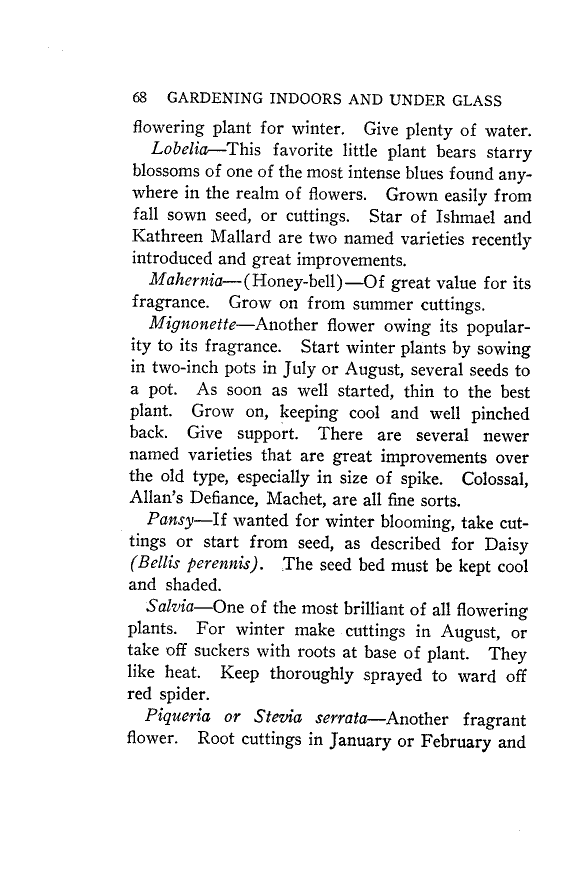 68 GARDENING INDOORS AND UNDER GLASS
flowering plant for winter. Give plenty of water.
Lobelia—This favorite little plant bears starry
blossoms of one of the most intense blues found any-
where in the realm of flowers. Grown easily from
fall sown seed, or cuttings. Star of Ishmael and
Kathreen Mallard are two named varieties recently
introduced and great improvements.
Mahernia—(Honey-bell)—Of great value for its
fragrance. Grow on from summer cuttings.
Mignonette—Another flower owing its popular-
ity to its fragrance. Start winter plants by sowing
in two-inch pots in July or August, several seeds to
a pot. As soon as well started, thin to the best
plant. Grow on, keeping cool and well pinched
back. Give support. There are several newer
named varieties that are great improvements over
the old type, especially in size of spike. Colossal,
Allan's Defiance, Machet, are all fine sorts.
Pansy—If wanted for winter blooming, take cut-
tings or start from seed, as described for Daisy
(Bellis perennis). The seed bed must be kept cool
and shaded.
Salvia—One of the most brilliant of all flowering
plants. For winter make cuttings in August, or
take off suckers with roots at base of plant. They
like heat. Keep thoroughly sprayed to ward off
red spider.
Piqueria or Stevia serrata—Another fragrant
flower. Root cuttings in January or February and